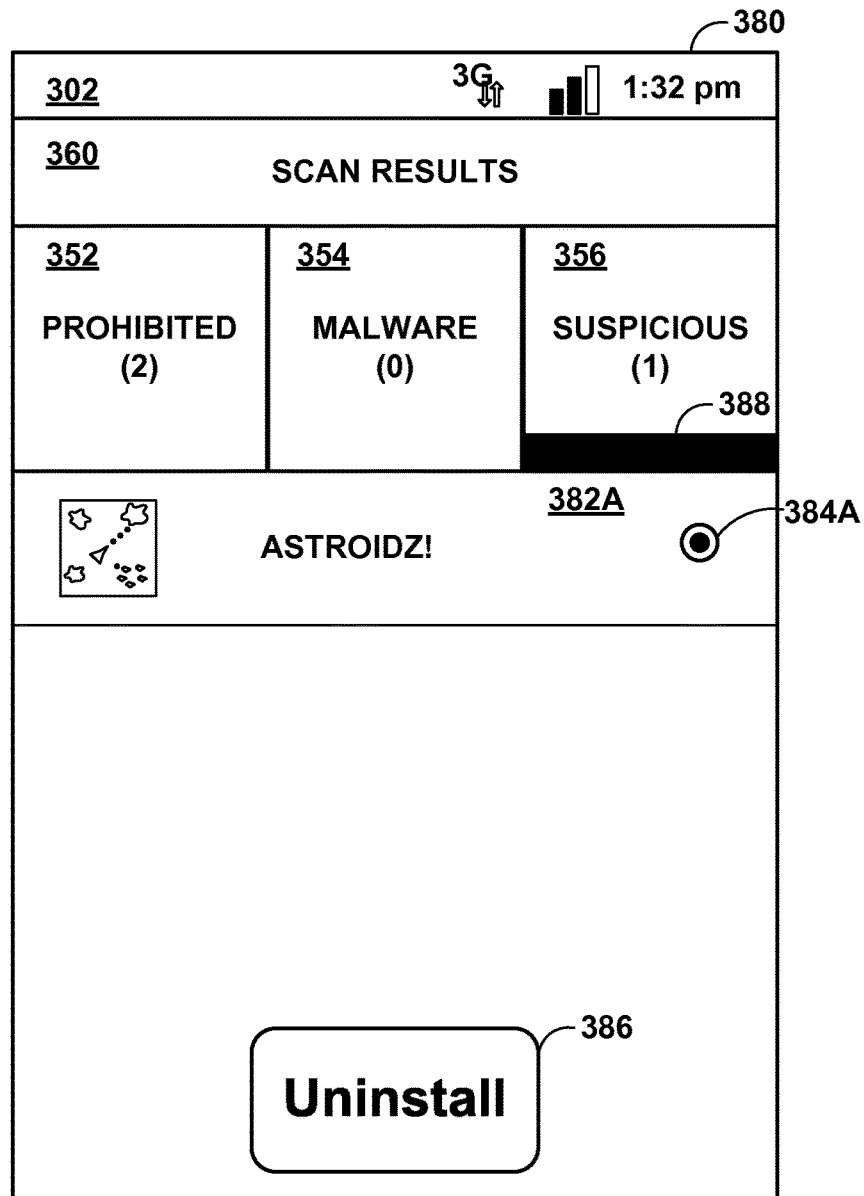 380
302 3G 1:32 pm
360
SCAN RESULTS
352 354 356
PROHIBITED MALWARE SUSPICIOUS
(2) (0) (1)
388
382A
384A
ASTROIDZ!
386
Uninstall